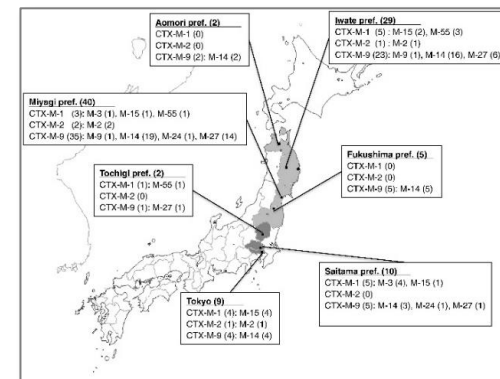 Aomori pref. (2)
CTX-M-1 (0)
CTX-M-2 (0)
CTX-M-9 (2): M-14 (2)
Iwate pref. (29)
CTX-M-1 (5) : M-15 (2), M-55 (3)
CTX-M-2 (1) : M-2 (1)
CTX-M-9 (23): M-9 (1), M-14 (16), M-27 (6)
Miyagi pref. (40)
CTX-M-1 (3): M-3 (1), M-15 (1), M-55 (1)
CTX-M-2 (2): M-2 (2)
CTX-M-9 (35): M-9 (1), M-14 (19), M-24 (1), M-27 (14)
Fukushima pref. (5)
CTX-M-1 (0)
CTX-M-2 (0)
CTX-M-9 (5): M-14 (5)
Tochigi pref. (2)
CTX-M-1 (1): M-55 (1)
CTX-M-2 (0)
CTX-M-9 (1): M-27 (1)
Saitama pref. (10)
CTX-M-1 (5): M-3 (4), M-15 (1)
CTX-M-2 (0)
CTX-M-9 (5): M-14 (3), M-24 (1), M-27 (1)
Tokyo (9)
CTX-M-1 (4): M-15 (4)
CTX-M-2 (1): M-2 (1)
CTX-M-9 (4): M-14 (4)